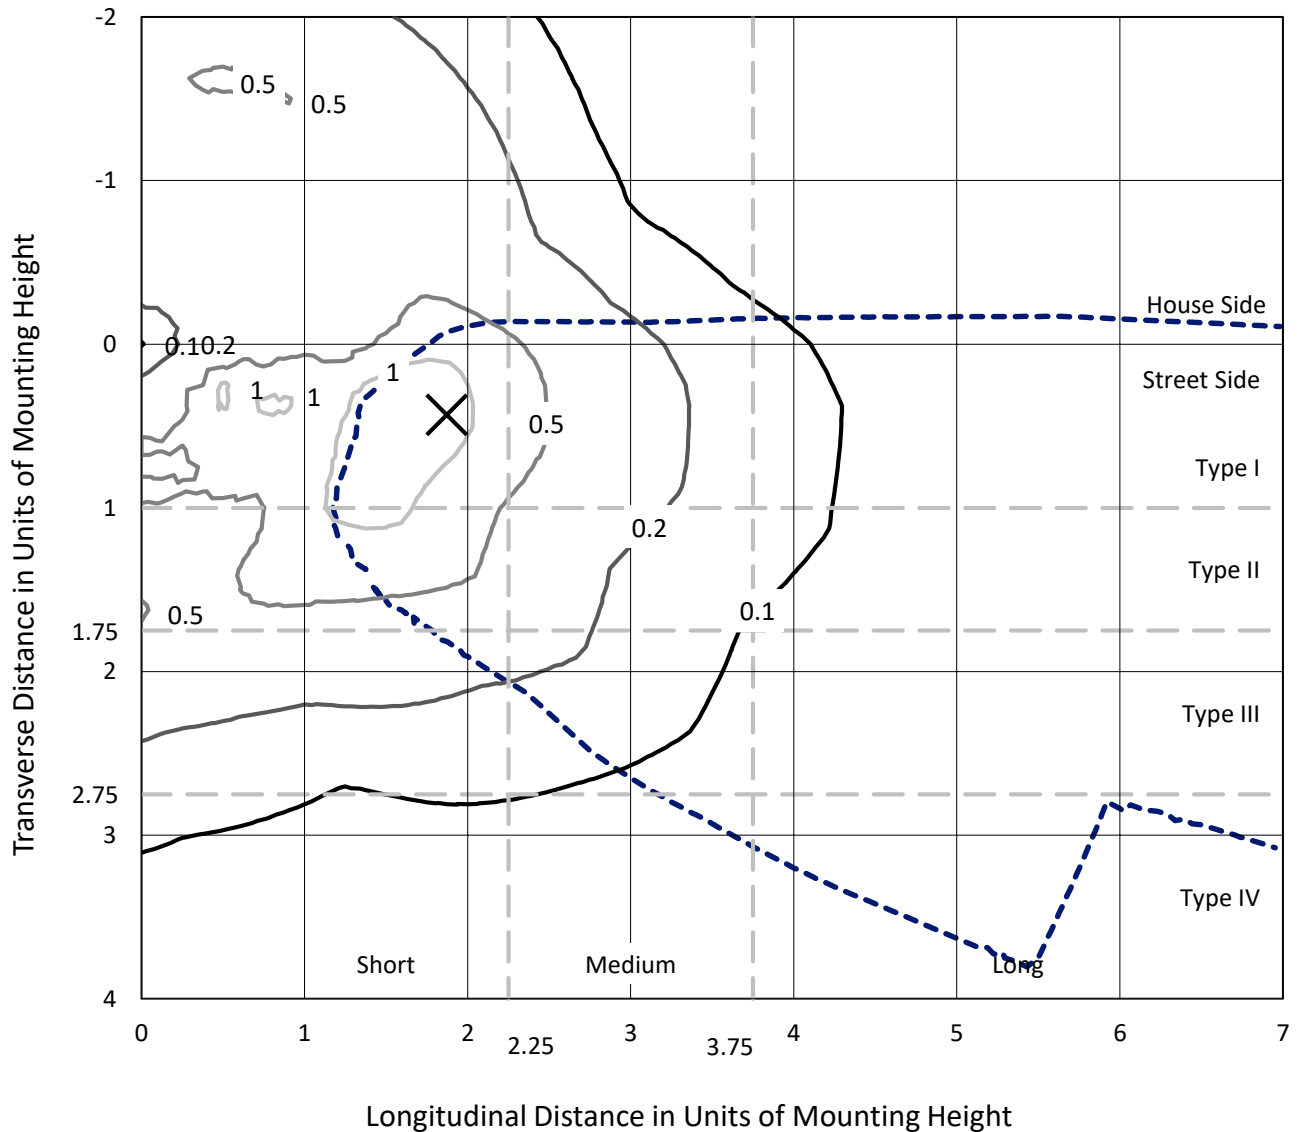 -2
0.5
0.5
-1
House Side
0
0.10.2
1
Street Side
1
1
0.5
Type I
1
0.2
Type II
0.5
0.1
1.75
2
Type III
2.75
3
Type IV
Short
Medium
Long
4
0
1
2
3
4
5
6
7
2.25
3.75
Longitudinal Distance in Units of Mounting Height
Transverse Distance in Units of Mounting Height